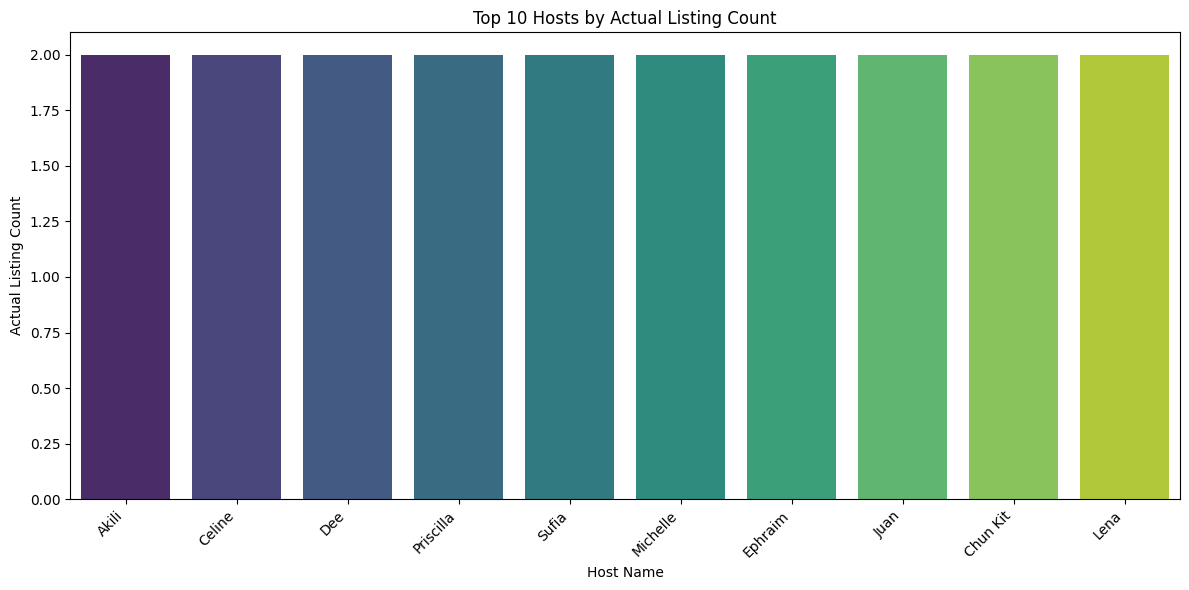 Top 10 Hosts by Actual Listing Count
Actual Listing Count
2.00
1.75
1.50
1.25
1.00
0.75
0.50
0.25
0.00
Akili
Celine
Dee
Priscilla
Sufia
Michelle
Ephraim
Juan
Chun Kit
Lena
Host Name